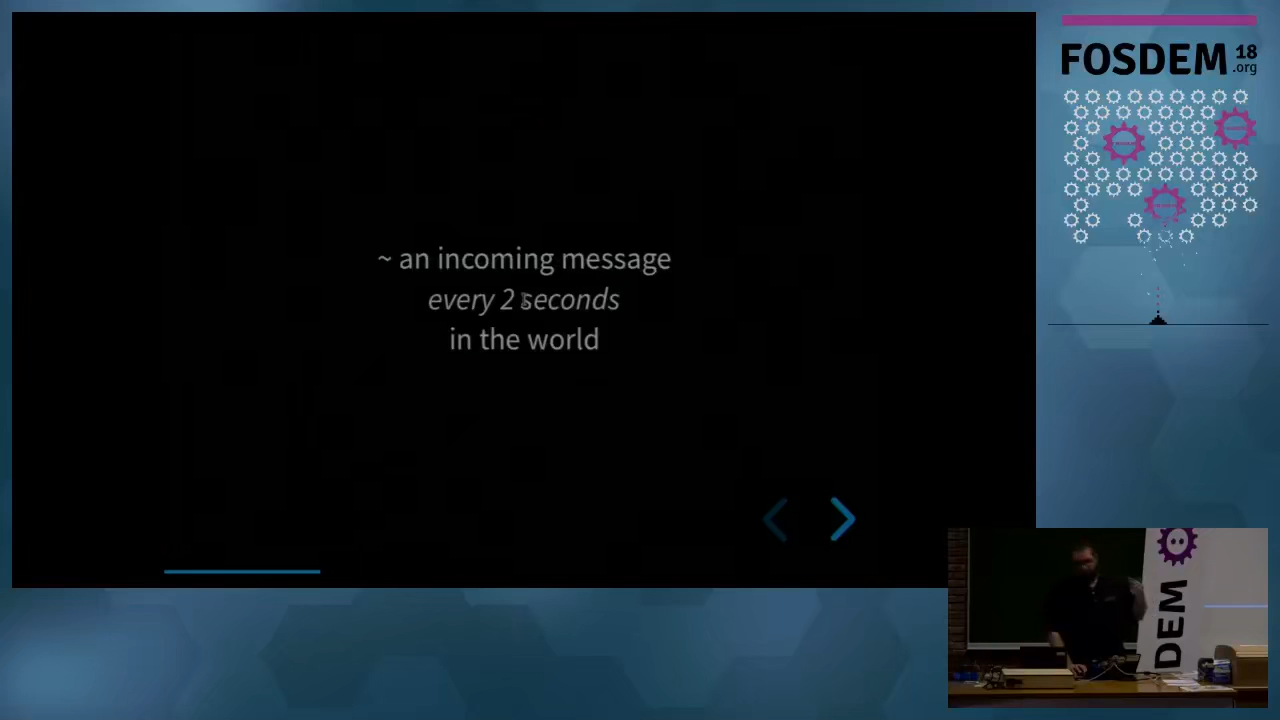 ~ an incoming message
every 2 seconds
in the world
FOSDEM 18
.org
DEM